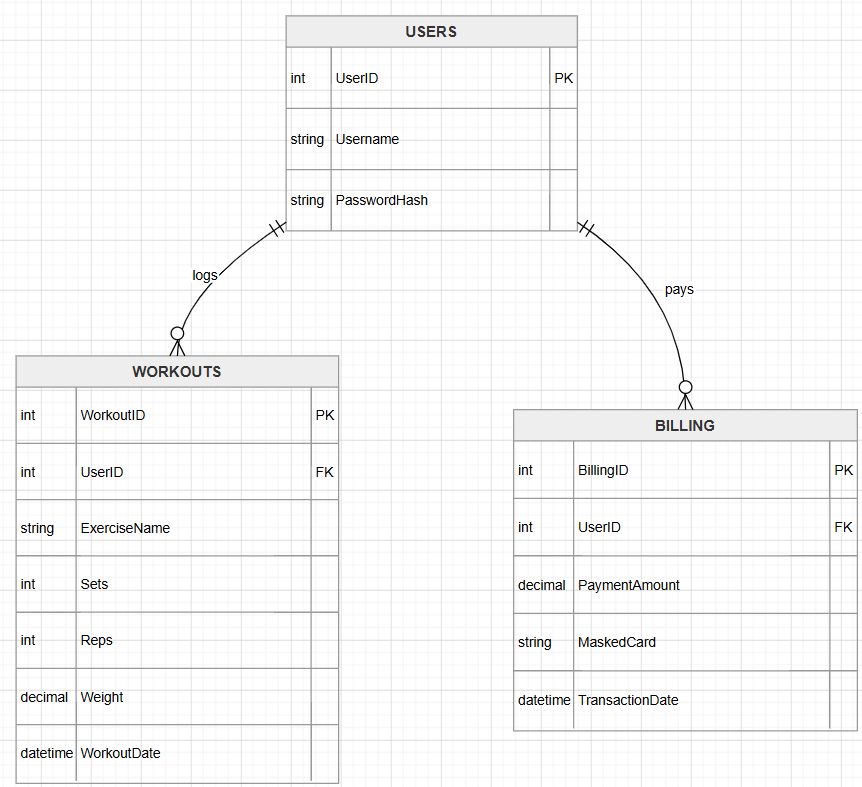 USERS
int UserID PK
string Username
string PasswordHash
logs
pays
WORKOUTS
int WorkoutID PK
int UserID FK
string ExerciseName
int Sets
int Reps
decimal Weight
datetime WorkoutDate
BILLING
int BillingID PK
int UserID FK
decimal PaymentAmount
string MaskedCard
datetime TransactionDate